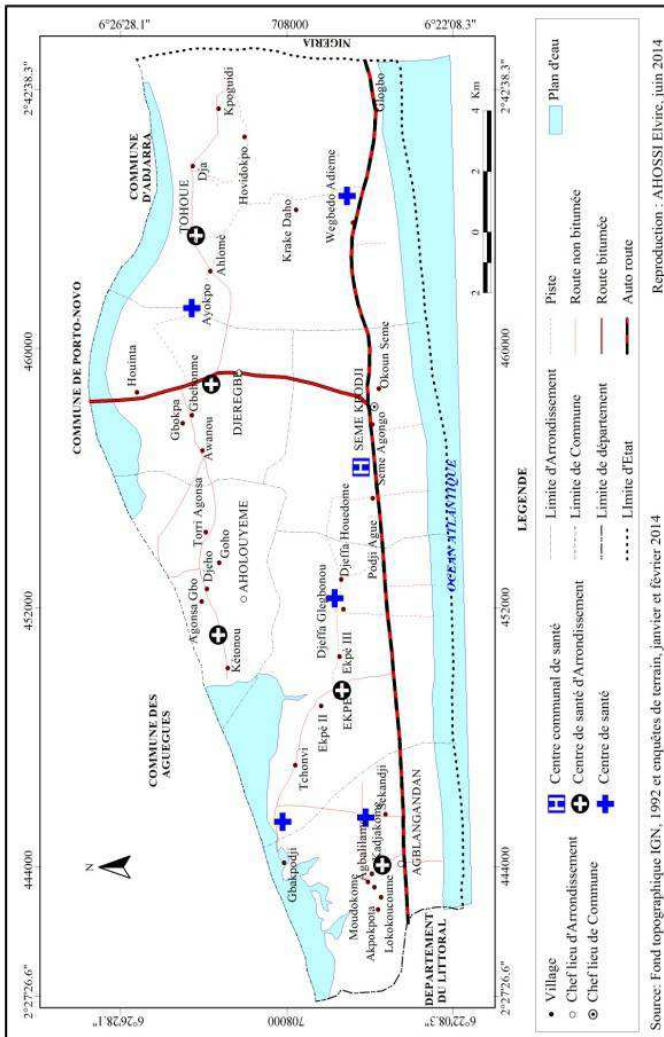 2°27'26.6"
444000
452000
460000
2°42'38.3"
6°26'28.1"
708000
6°22'08.3"
6°26'28.1"
708000
6°22'08.3"
N
COMMUNE DES
AGUEGUES
COMMUNE DE PORTO-NOVO
COMMUNE
D'ADJARRA
NIGERIA
DEPARTEMENT
DU LITTORAL
OCEAN ATLANTIQUE
Houinta
Gbokpa
Gbehonme
Awanou
DJEREGBE
Ayokpo
Ahlomè
TOHOUE
Dja
Kpoguidi
Hovidokpo
Krake Daho
Wegbedo Adieme
Glogbo
Torri Agonsa
Agonsa Gbo
Djeho
Goho
AHOLOUYEME
Kétonou
SEME KPODJI
Okoun Seme
Seme Agongo
Podji Ague
Djeffa Houedome
Djeffa Glegbonou
Ekpè III
EKPE
Ekpè II
Tchonvi
Gbakpodji
Sekandji
Kadjakome
Moudokome
Akpokpota
AGBLANGANDAN
2 0 2 4 Km
LEGENDE
Village
Chef lieu d'Arrondissement
Chef lieu de Commune
Centre communal de santé
Centre de santé d'Arrondissement
Centre de santé
Limite d'Arrondissement
Limite de Commune
Limite de département
LImite d'Etat
Piste
Route non bitumée
Route bitumée
Auto route
Plan d'eau
Source: Fond topographique IGN, 1992 et enquêtes de terrain, janvier et février 2014
Reproduction : AHOSSI Elvire, juin 2014